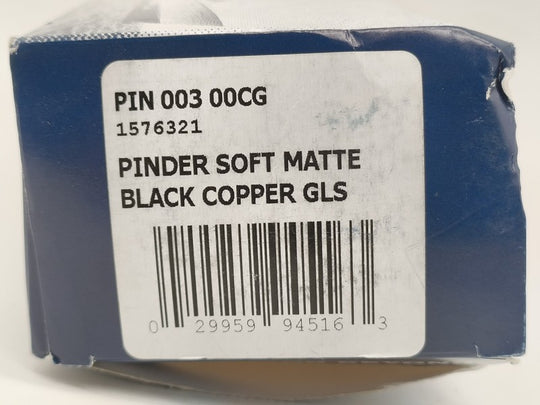 PIN 003 00CG
1576321
PINDER SOFT MATTE
BLACK COPPER GLS
0 29959 94516 3